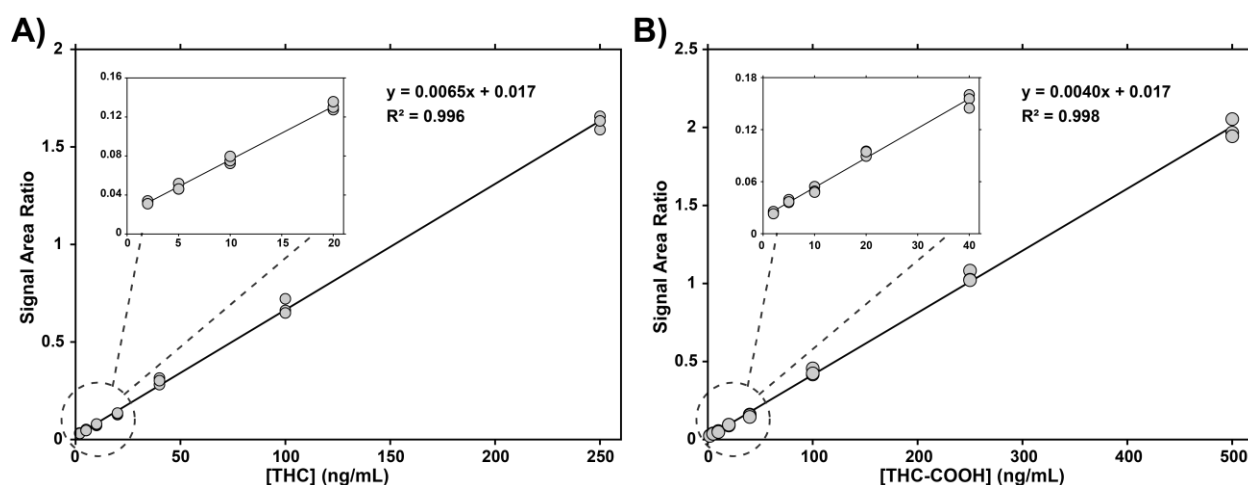 A)
2
1.5
1
0.5
0
Signal Area Ratio
0.16
0.12
0.08
0.04
0
0 5 10 15 20
y = 0.0065x + 0.017
R² = 0.996
0 50 100 150 200 250
[THC] (ng/mL)
B)
2.5
2
1.5
1
0.5
0
Signal Area Ratio
0.18
0.12
0.06
0
0 10 20 30 40
y = 0.0040x + 0.017
R² = 0.998
0 100 200 300 400 500
[THC-COOH] (ng/mL)